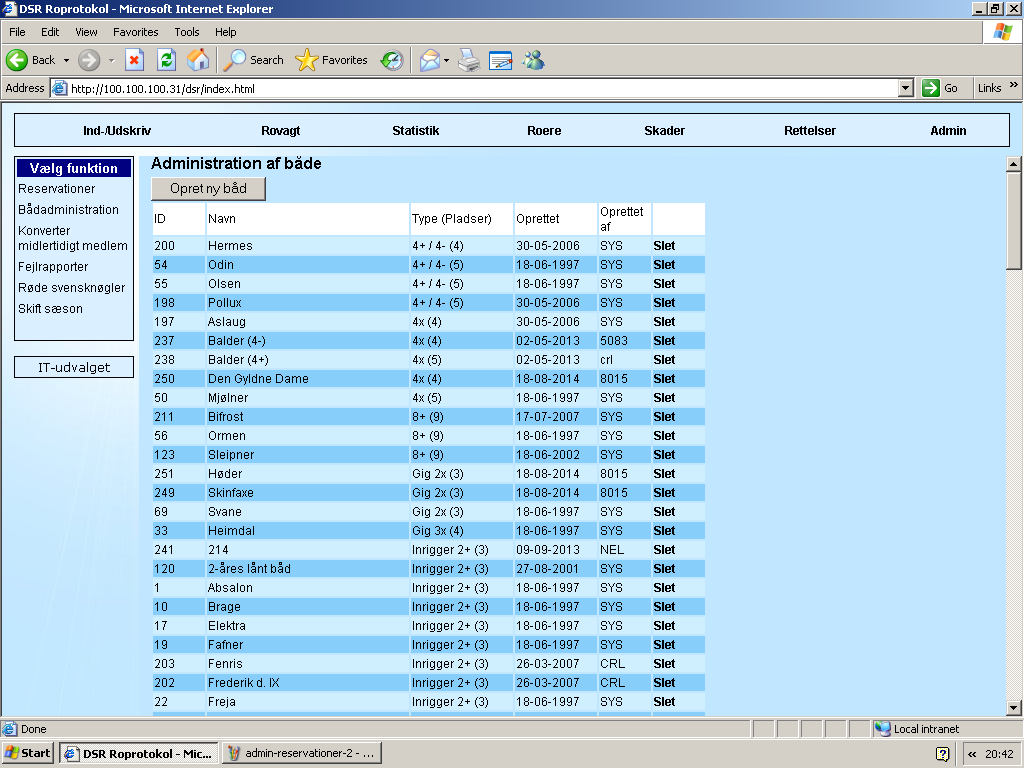 DSR Roprotokol - Microsoft Internet Explorer
File Edit View Favorites Tools Help
Back Search Favorites
Address http://100.100.100.31/dsr/index.html Go Links »
Ind-/Udskriv Rovagt Statistik Roere Skader Rettelser Admin
Vælg funktion
Reservationer
Bådadministration
Konverter
midlertidigt medlem
Fejlrapporter
Røde svensknøgler
Skift sæson
IT-udvalget
Administration af både
Opret ny båd
ID Navn Type (Pladser) Oprettet Oprettet af
200 Hermes 4+ / 4- (4) 30-05-2006 SYS Slet
54 Odin 4+ / 4- (5) 18-06-1997 SYS Slet
55 Olsen 4+ / 4- (5) 18-06-1997 SYS Slet
198 Pollux 4+ / 4- (5) 30-05-2006 SYS Slet
197 Aslaug 4x (4) 30-05-2006 SYS Slet
237 Balder (4-) 4x (4) 02-05-2013 5083 Slet
238 Balder (4+) 4x (5) 02-05-2013 crl Slet
250 Den Gyldne Dame 4x (4) 18-08-2014 8015 Slet
50 Mjølner 4x (5) 18-06-1997 SYS Slet
211 Bifrost 8+ (9) 17-07-2007 SYS Slet
56 Ormen 8+ (9) 18-06-1997 SYS Slet
123 Sleipner 8+ (9) 18-06-2002 SYS Slet
251 Høder Gig 2x (3) 18-08-2014 8015 Slet
249 Skinfaxe Gig 2x (3) 18-08-2014 8015 Slet
69 Svane Gig 2x (3) 18-06-1997 SYS Slet
33 Heimdal Gig 3x (4) 18-06-1997 SYS Slet
241 214 Inrigger 2+ (3) 09-09-2013 NEL Slet
120 2-åres lånt båd Inrigger 2+ (3) 27-08-2001 SYS Slet
1 Absalon Inrigger 2+ (3) 18-06-1997 SYS Slet
10 Brage Inrigger 2+ (3) 18-06-1997 SYS Slet
17 Elektra Inrigger 2+ (3) 18-06-1997 SYS Slet
19 Fafner Inrigger 2+ (3) 18-06-1997 SYS Slet
203 Fenris Inrigger 2+ (3) 26-03-2007 CRL Slet
202 Frederik d. IX Inrigger 2+ (3) 26-03-2007 CRL Slet
22 Freja Inrigger 2+ (3) 18-06-1997 SYS Slet
Done Local intranet
Start DSR Roprotokol - Mic... admin-reservationer-2 - ... « 20:42